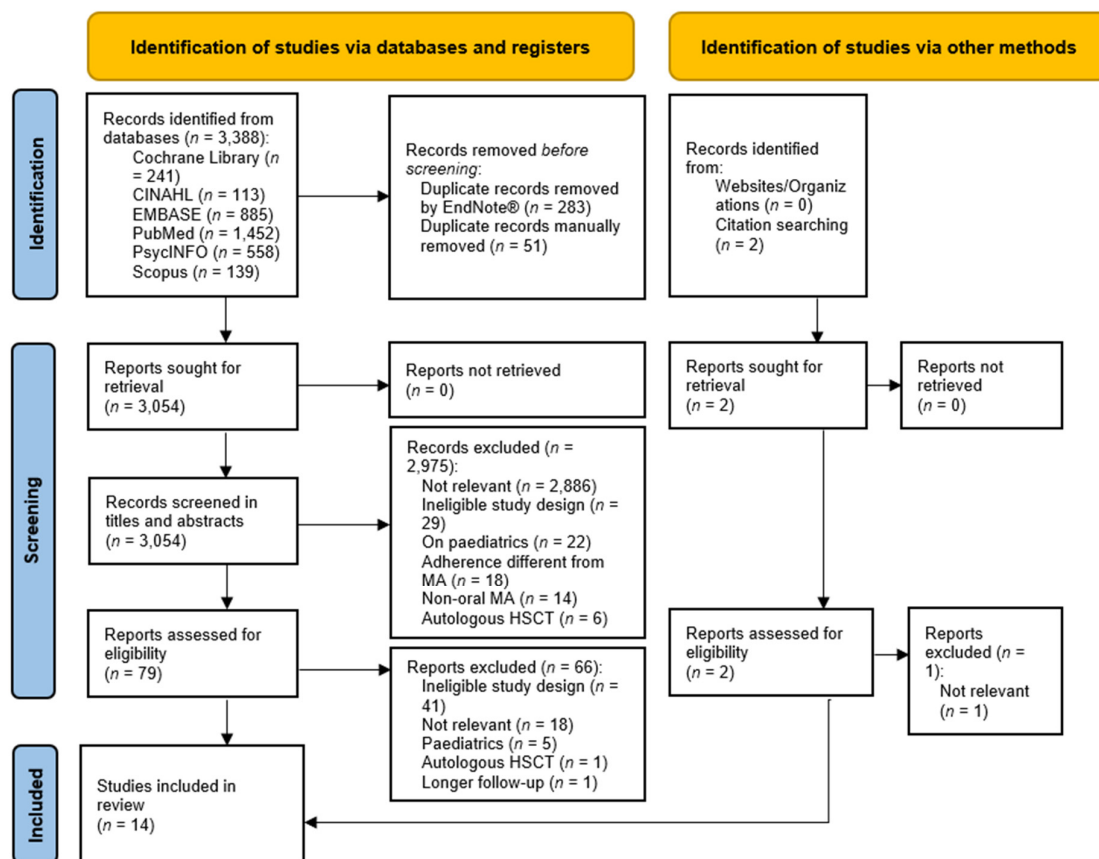 Identification of studies via databases and registers
Identification of studies via other methods
Identification
Records identified from
databases (n = 3,388):
Cochrane Library (n
= 241)
CINAHL (n = 113)
EMBASE (n = 885)
PubMed (n = 1,452)
PsycINFO (n = 558)
Scopus (n = 139)
Records removed before
screening:
Duplicate records removed
by EndNote® (n = 283)
Duplicate records manually
removed (n = 51)
Records identified
from:
Websites/Organiz
ations (n = 0)
Citation searching
(n = 2)
Screening
Reports sought for
retrieval
(n = 3,054)
Reports not retrieved
(n = 0)
Reports sought for
retrieval
(n = 2)
Reports not
retrieved
(n = 0)
Records screened in
titles and abstracts
(n = 3,054)
Records excluded (n =
2,975):
Not relevant (n = 2,886)
Ineligible study design (n =
29)
On paediatrics (n = 22)
Adherence different from
MA (n = 18)
Non-oral MA (n = 14)
Autologous HSCT (n = 6)
Reports assessed for
eligibility
(n = 79)
Reports excluded (n = 66):
Ineligible study design (n =
41)
Not relevant (n = 18)
Paediatrics (n = 5)
Autologous HSCT (n = 1)
Longer follow-up (n = 1)
Reports assessed for
eligibility
(n = 2)
Reports
excluded (n =
1):
Not relevant
(n = 1)
Included
Studies included in
review
(n = 14)